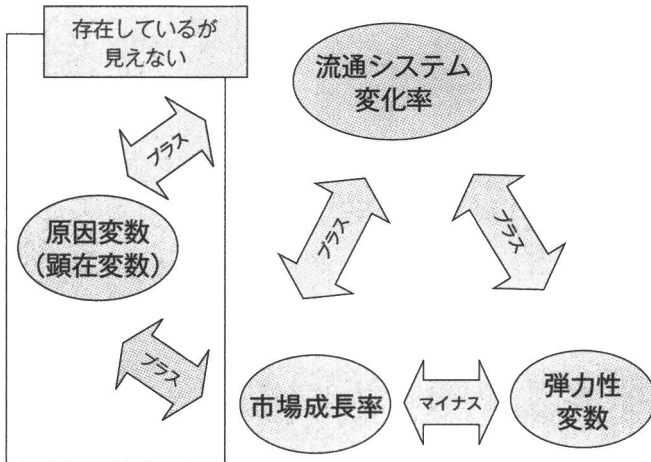 存在しているが
見えない
流通システム
変化率
プラス
原因変数
(顕在変数)
プラス
プラス
プラス
市場成長率
マイナス
弾力性
変数